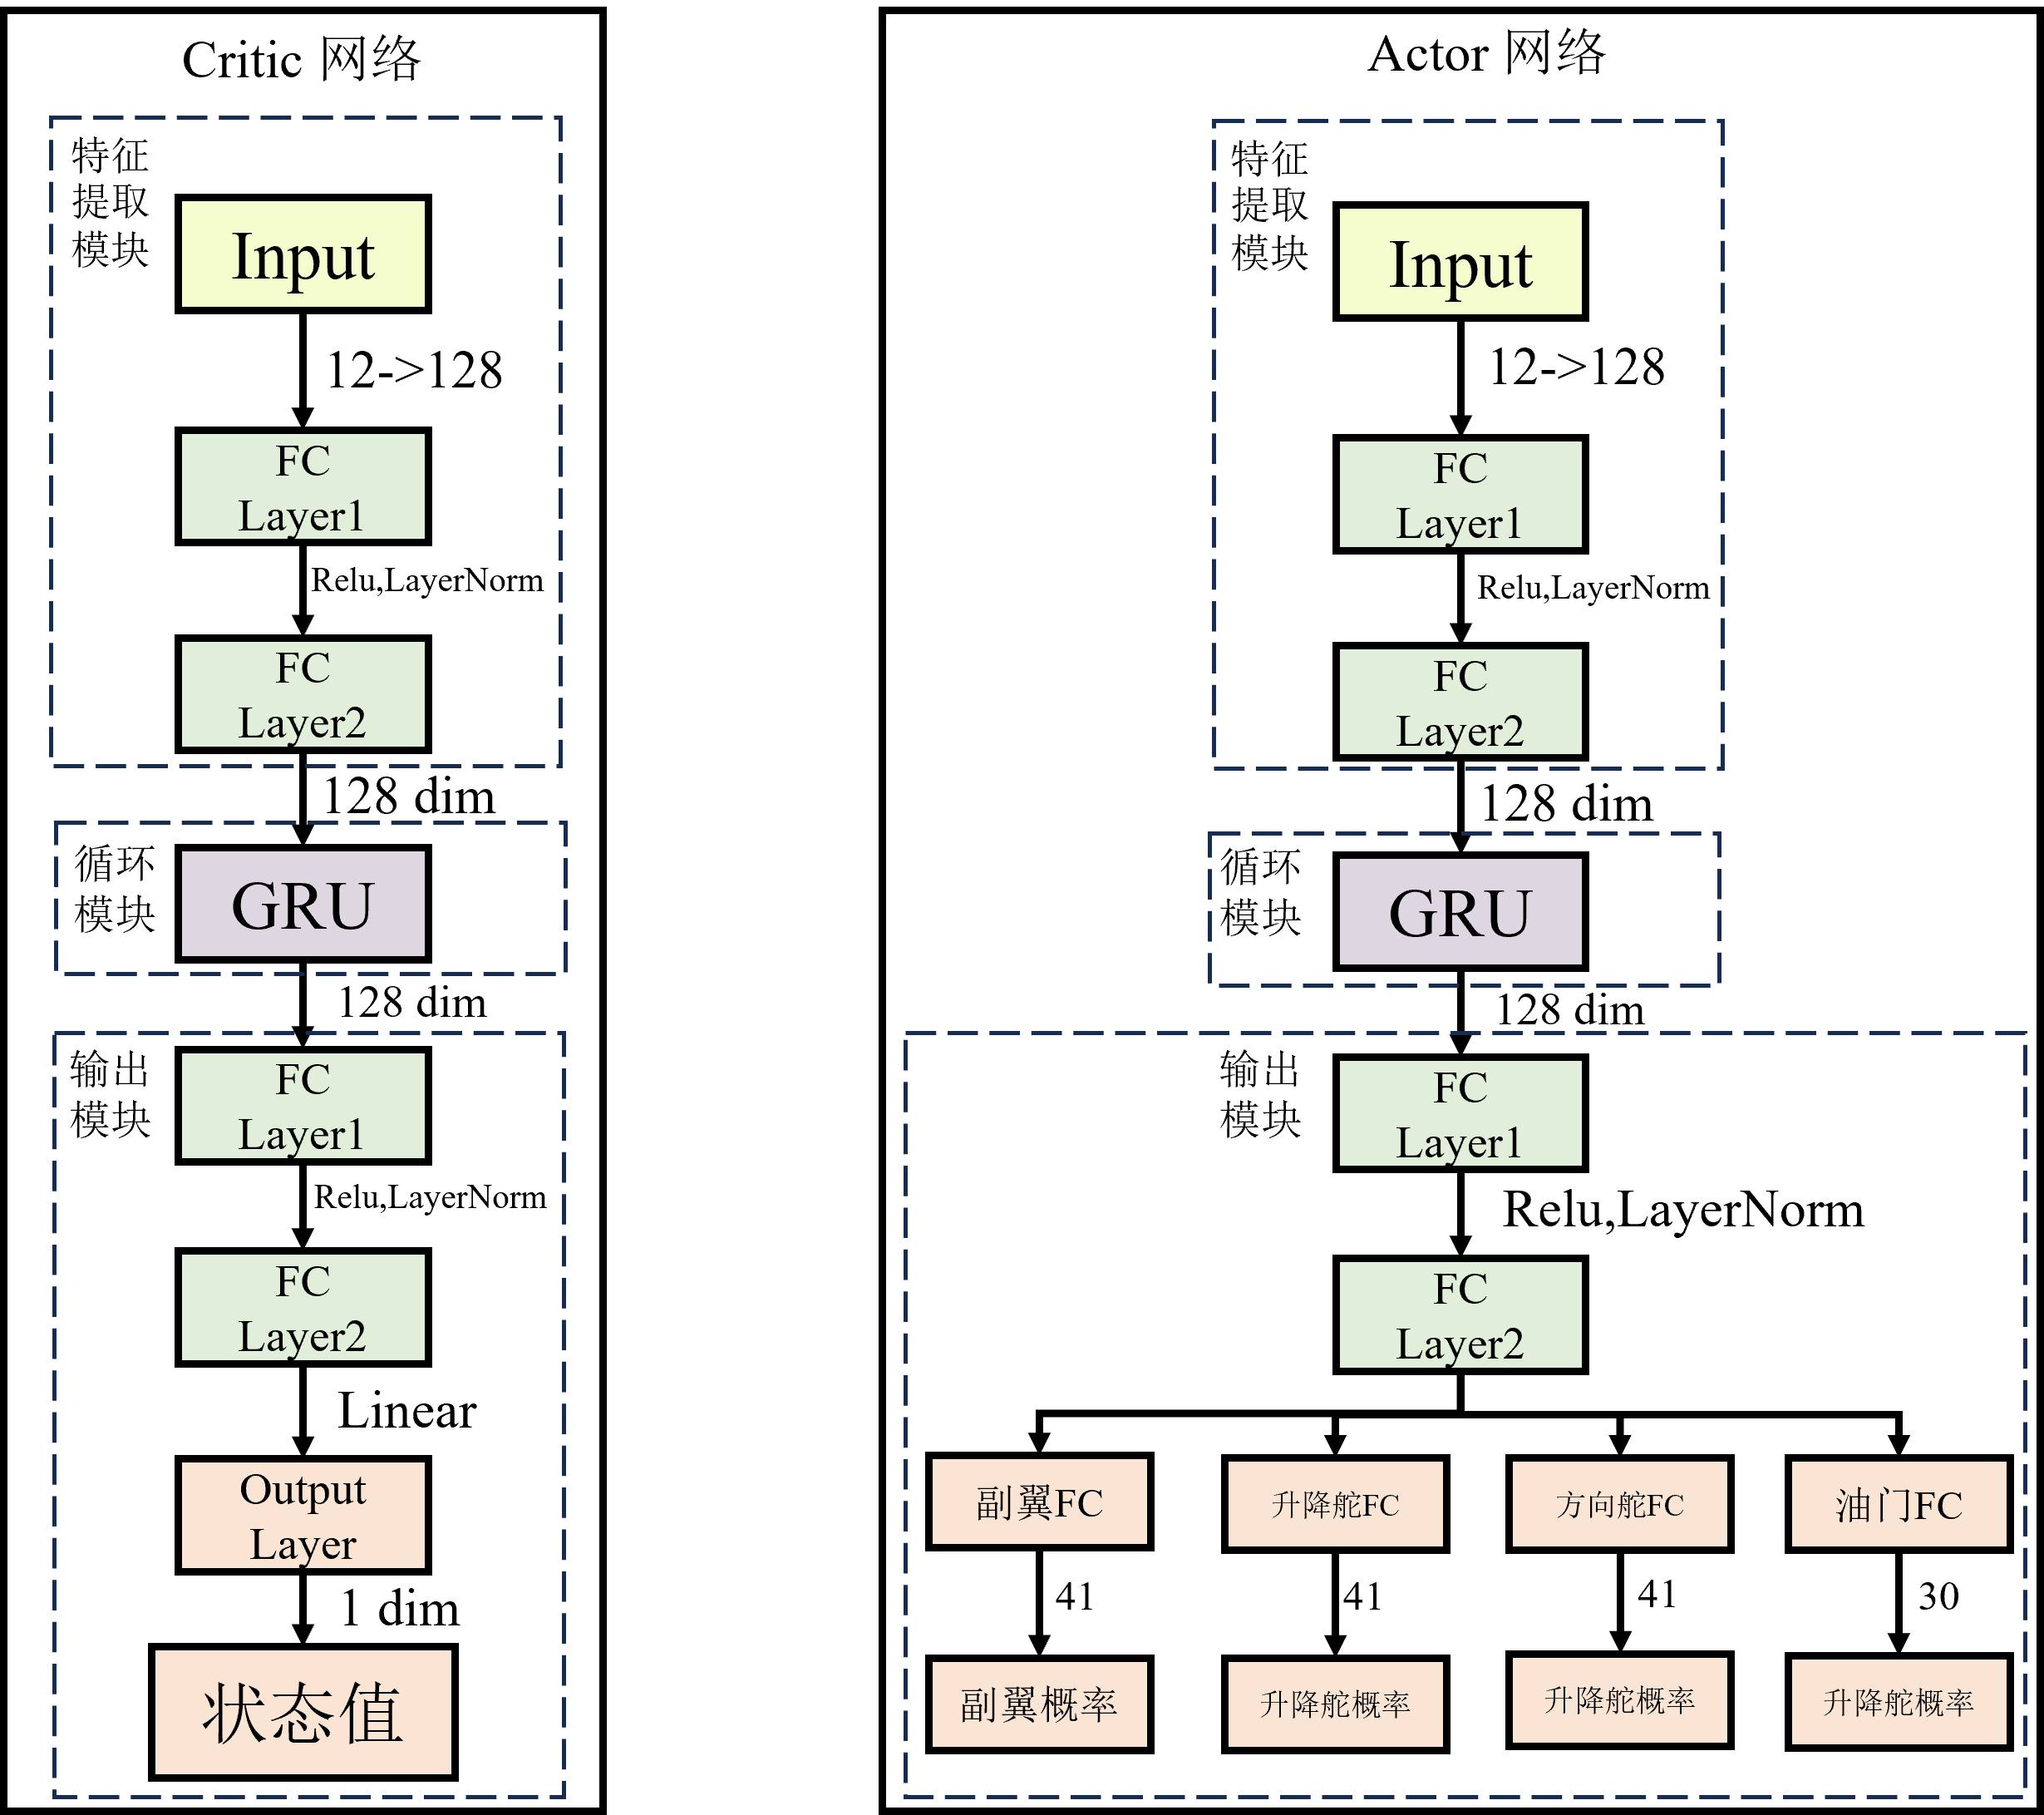 Critic 网络
特征
提取
模块
Input
12->128
FC
Layer1
Relu,LayerNorm
FC
Layer2
128 dim
循环
模块
GRU
128 dim
输出
模块
FC
Layer1
Relu,LayerNorm
FC
Layer2
Linear
Output
Layer
1 dim
状态值
Actor 网络
特征
提取
模块
Input
12->128
FC
Layer1
Relu,LayerNorm
FC
Layer2
128 dim
循环
模块
GRU
128 dim
输出
模块
FC
Layer1
Relu,LayerNorm
FC
Layer2
副翼FC
升降舵FC
方向舵FC
油门FC
41
41
41
30
副翼概率
升降舵概率
升降舵概率
升降舵概率